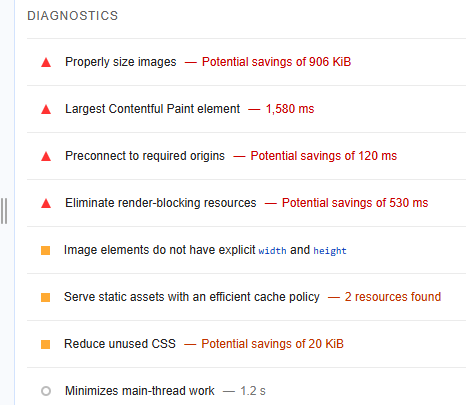 DIAGNOSTICS
Properly size images — Potential savings of 906 KiB
Largest Contentful Paint element — 1,580 ms
Preconnect to required origins — Potential savings of 120 ms
Eliminate render-blocking resources — Potential savings of 530 ms
Image elements do not have explicit width and height
Serve static assets with an efficient cache policy — 2 resources found
Reduce unused CSS — Potential savings of 20 KiB
Minimizes main-thread work — 1.2 s